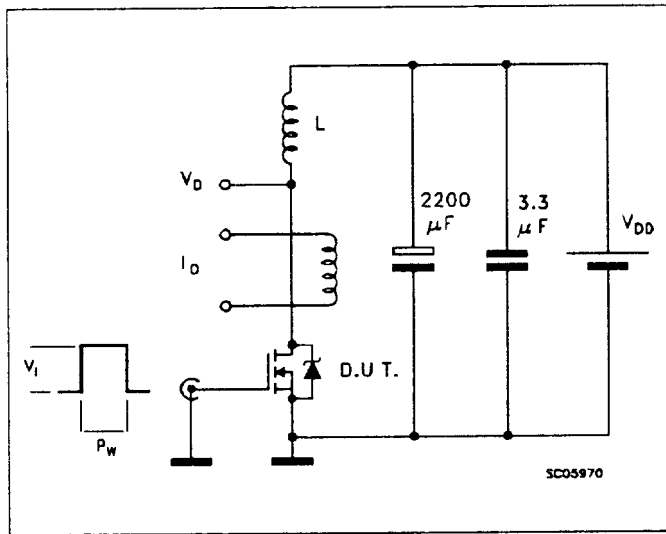 L
V_D
2200
μF
3.3
μF
V_DD
I_D
D.U T.
V_I
P_W
SC05970